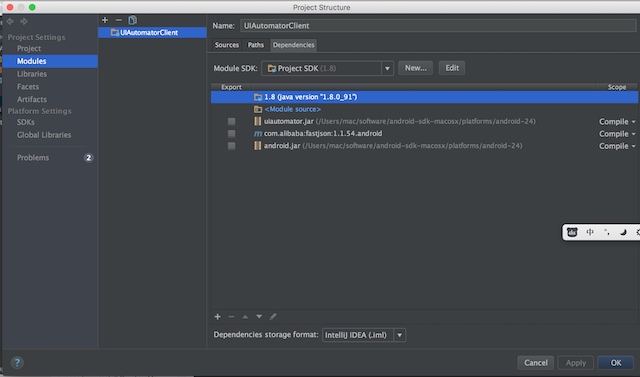 Project Structure
Project Settings
Project
Modules
Libraries
Facets
Artifacts
Platform Settings
SDKs
Global Libraries
Problems 2
UIAutomatorClient
Name: UIAutomatorClient
Sources Paths Dependencies
Module SDK: Project SDK (1.8) New... Edit
Export Scope
1.8 (java version "1.8.0_91")
<Module source>
uiautomator.jar (/Users/mac/software/android-sdk-macosx/platforms/android-24) Compile
com.alibaba:fastjson:1.1.54.android Compile
android.jar (/Users/mac/software/android-sdk-macosx/platforms/android-24) Compile
中 °,
Dependencies storage format: IntelliJ IDEA (.iml)
? Cancel Apply OK